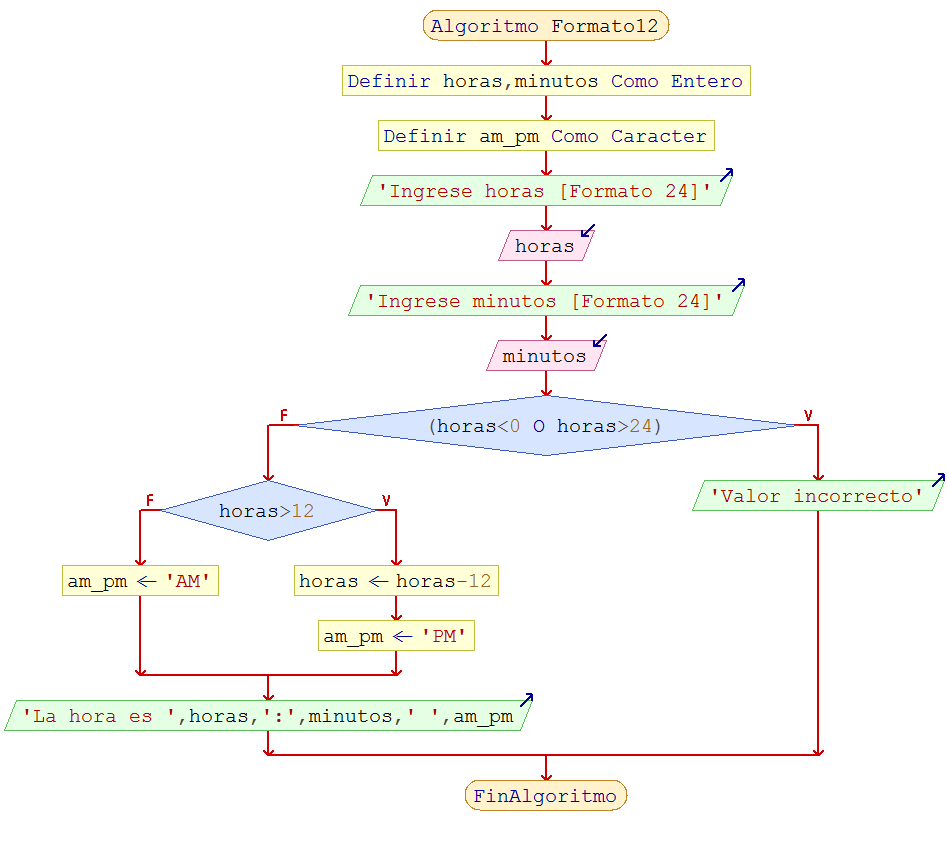 Algoritmo Formato12
Definir horas,minutos Como Entero
Definir am_pm Como Caracter
'Ingrese horas [Formato 24]'
horas
'Ingrese minutos [Formato 24]'
minutos
(horas<0 O horas>24)
F
V
'Valor incorrecto'
horas>12
F
V
am_pm ← 'AM'
horas ← horas-12
am_pm ← 'PM'
'La hora es ',horas,':',minutos,' ',am_pm
FinAlgoritmo